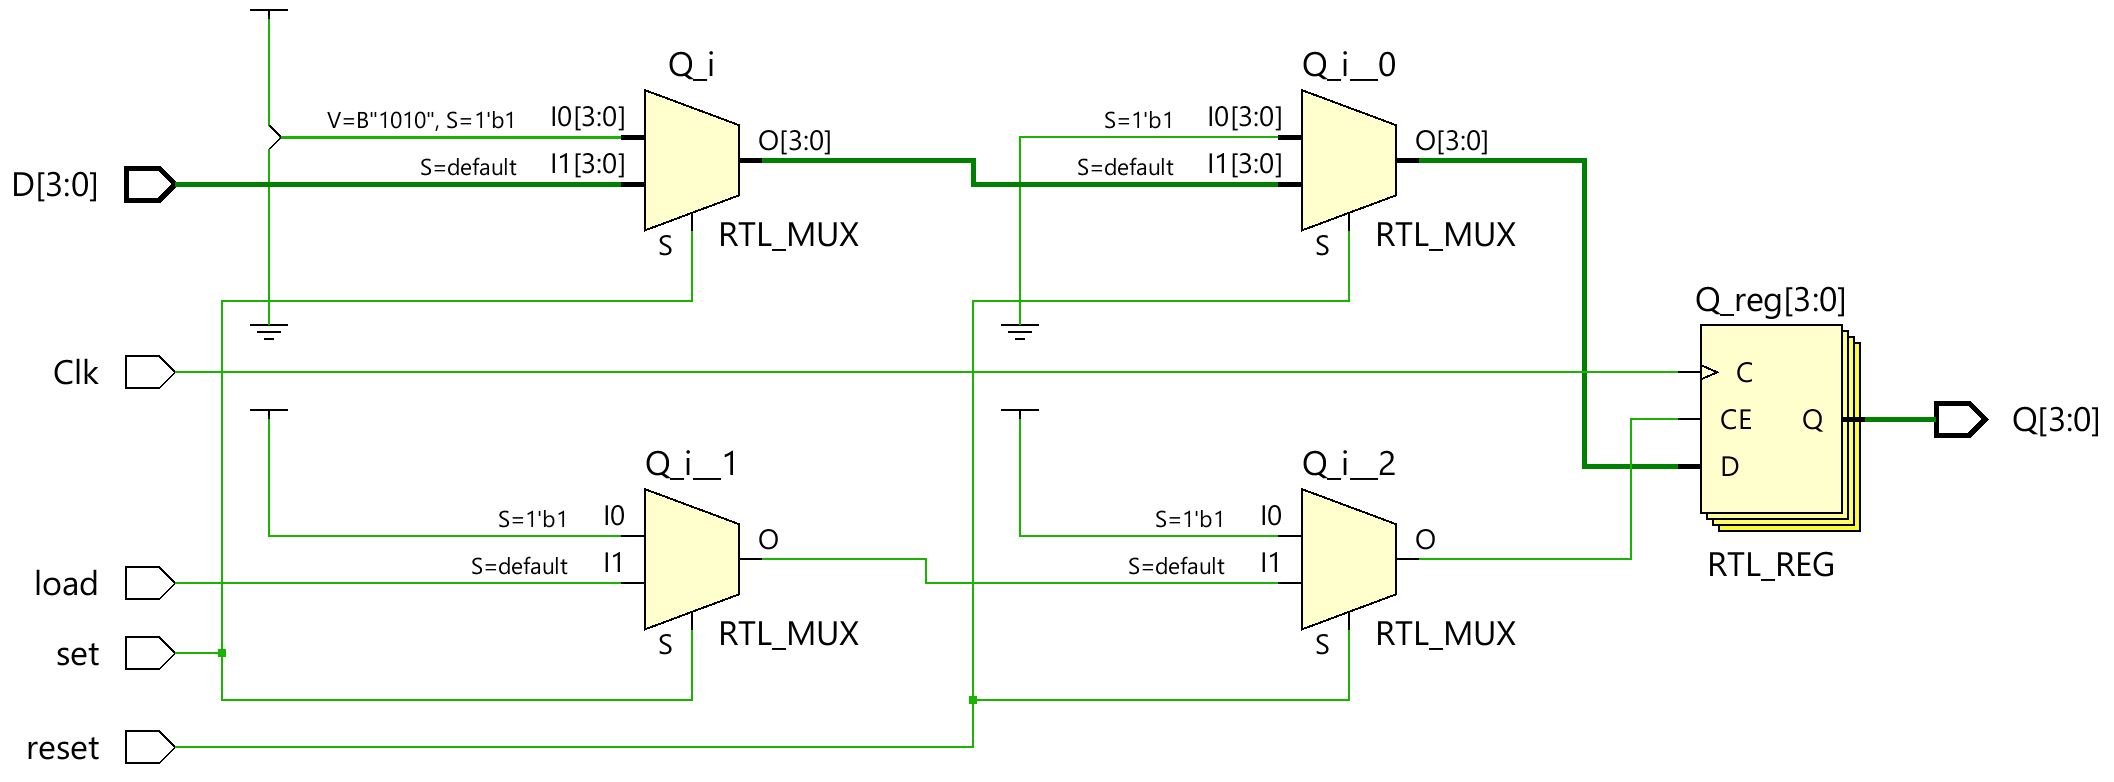 Q_i
Q_i__0
V=B"1010", S=1'b1 I0[3:0]
S=1'b1 I0[3:0]
O[3:0]
O[3:0]
S=default I1[3:0]
S=default I1[3:0]
D[3:0]
S RTL_MUX
S RTL_MUX
Q_reg[3:0]
Clk
C
CE Q
Q[3:0]
D
Q_i__1
Q_i__2
S=1'b1 I0
S=1'b1 I0
O
O
S=default I1
S=default I1
RTL_REG
load
S RTL_MUX
S RTL_MUX
set
reset